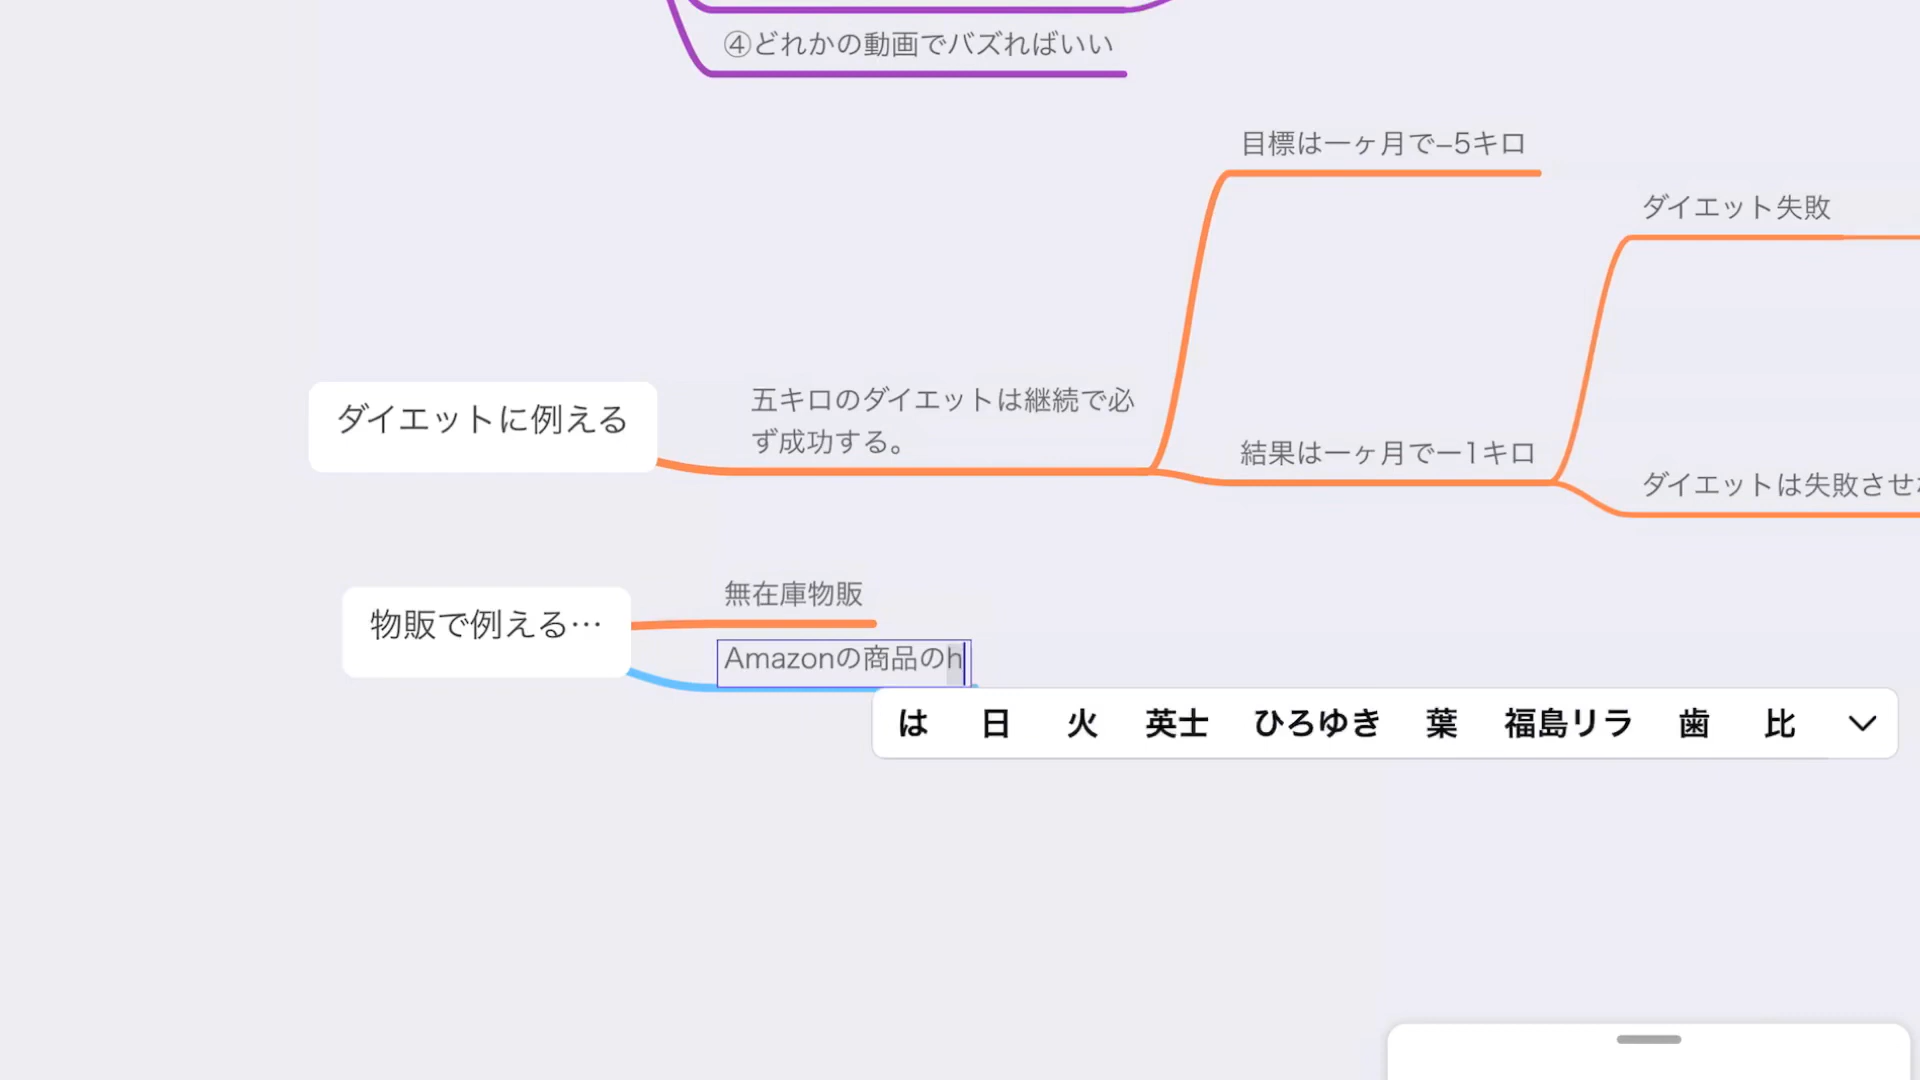 ④どれかの動画でバズればいい
目標は一ヶ月で–5キロ
ダイエット失敗
ダイエットに例える
五キロのダイエットは継続で必
ず成功する。
結果は一ヶ月でー1キロ
ダイエットは失敗させ
物販で例える…
無在庫物販
Amazonの商品のh
は 日 火 英士 ひろゆき 葉 福島リラ 歯 比